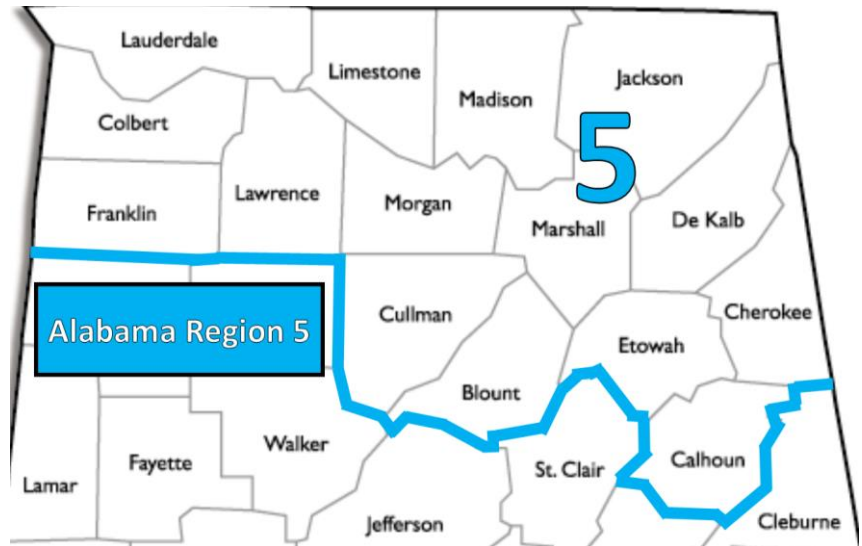 Lauderdale
Limestone
Madison
Jackson
Colbert
5
Lawrence
Franklin
Morgan
Marshall
De Kalb
Alabama Region 5
Cullman
Cherokee
Etowah
Blount
Walker
Fayette
Calhoun
St. Clair
Lamar
Jefferson
Cleburne